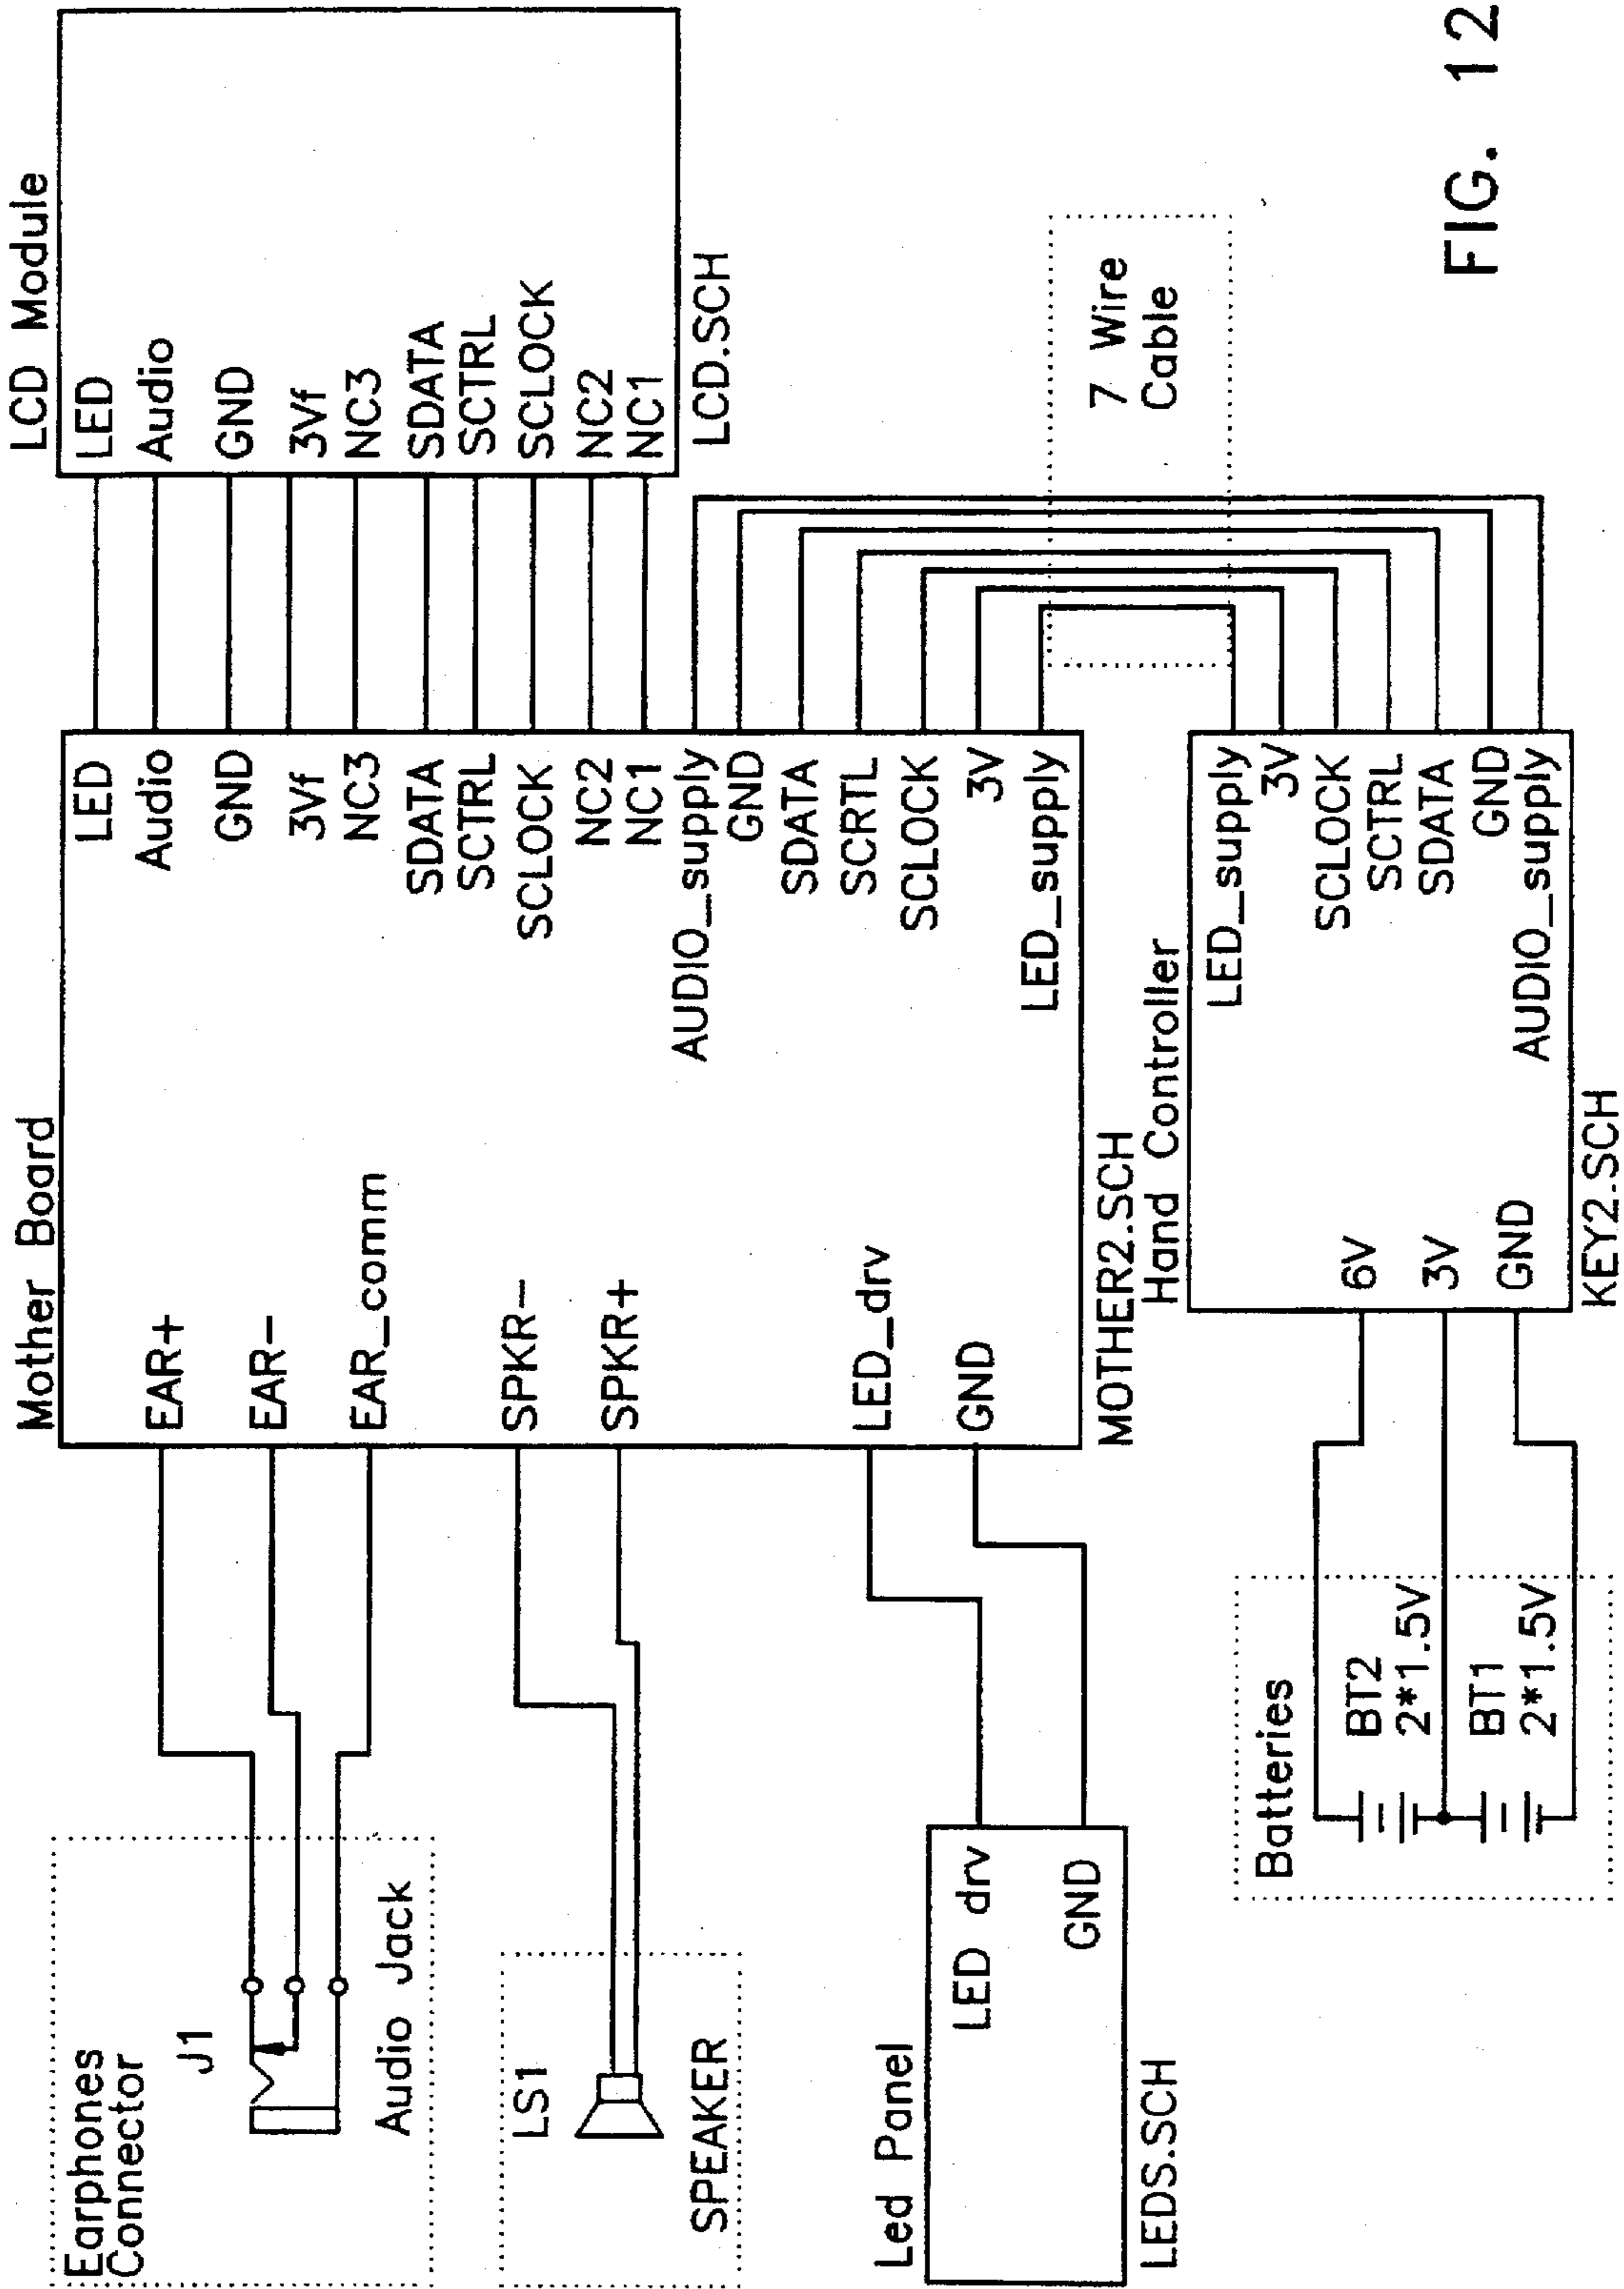 Earphones
Connector
J1
Audio Jack
LS1
SPEAKER
Led Panel
LED drv
GND
LEDS.SCH
Batteries
BT2
2*1.5V
BT1
2*1.5V
Mother Board
EAR+
EAR-
EAR_comm
SPKR-
SPKR+
LED_drv
GND
LED
Audio
GND
3Vf
NC3
SDATA
SCTRL
SCLOCK
NC2
NC1
AUDIO_supply
GND
SDATA
SCRTL
SCLOCK
3V
LED_supply
MOTHER2.SCH
Hand Controller
6V
3V
GND
LED_supply
3V
SCLOCK
SCTRL
SDATA
GND
AUDIO_supply
KEY2.SCH
LCD Module
LED
Audio
GND
3Vf
NC3
SDATA
SCTRL
SCLOCK
NC2
NC1
LCD.SCH
7 Wire
Cable
FIG. 12